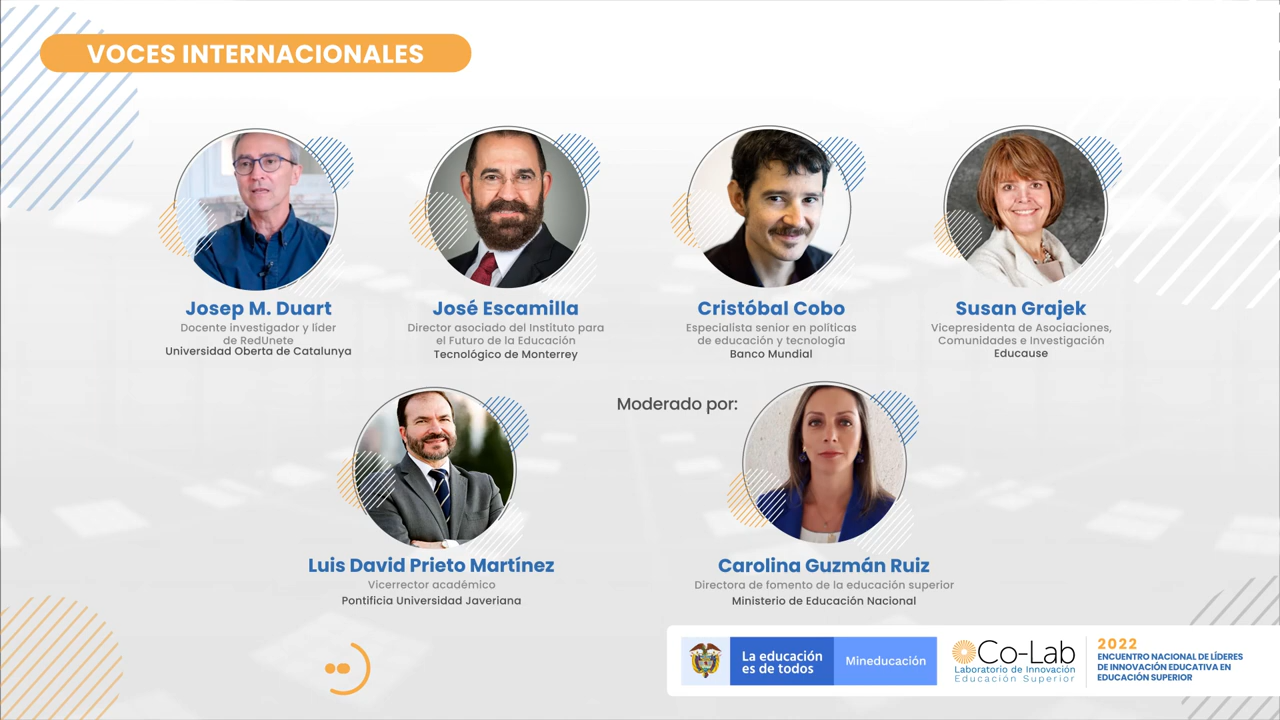 VOCES INTERNACIONALES
Josep M. Duart
Docente investigador y líder
de RedUnete
Universidad Oberta de Catalunya
José Escamilla
Director asociado del Instituto para
el Futuro de la Educación
Tecnológico de Monterrey
Cristóbal Cobo
Especialista senior en políticas
de educación y tecnología
Banco Mundial
Susan Grajek
Vicepresidenta de Asociaciones,
Comunidades e Investigación
Educause
Luis David Prieto Martínez
Vicerrector acadêmico
Pontificia Universidad Javeriana
Moderado por:
Carolina Guzmán Ruiz
Directora de fomento de la educación superior
Ministerio de Educación Nacional
La educación
es de todos
Mineducación
Co-Lab
Laboratorio de Innovación
Educación Superior
2022
ENCUENTRO NACIONAL DE LÍDERES
DE INNOVACIÓN EDUCATIVA EN
EDUCACIÓN SUPERIOR